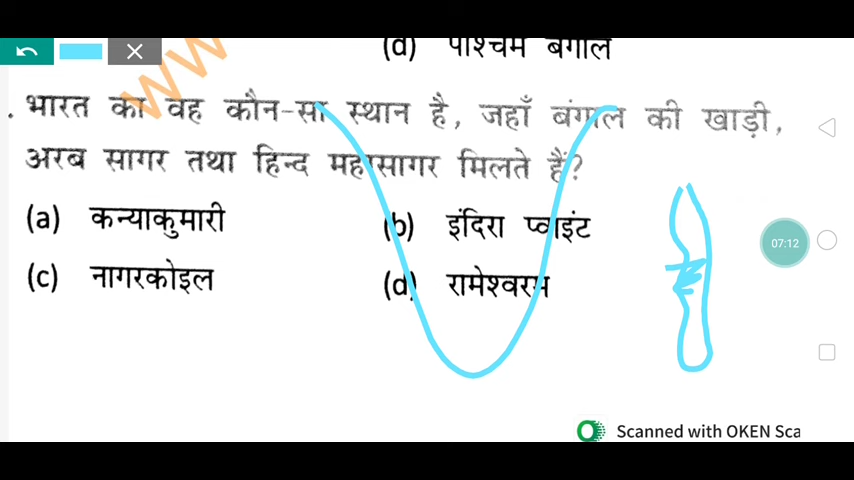 (d) पश्चिम बंगाल
. भारत का वह कौन-सा स्थान है, जहाँ बंगाल की खाड़ी,
अरब सागर तथा हिन्द महासागर मिलते हैं?
(a) कन्याकुमारी (b) इंदिरा प्वाइंट
(c) नागरकोइल (d) रामेश्वरम
07:12
Scanned with OKEN Sca